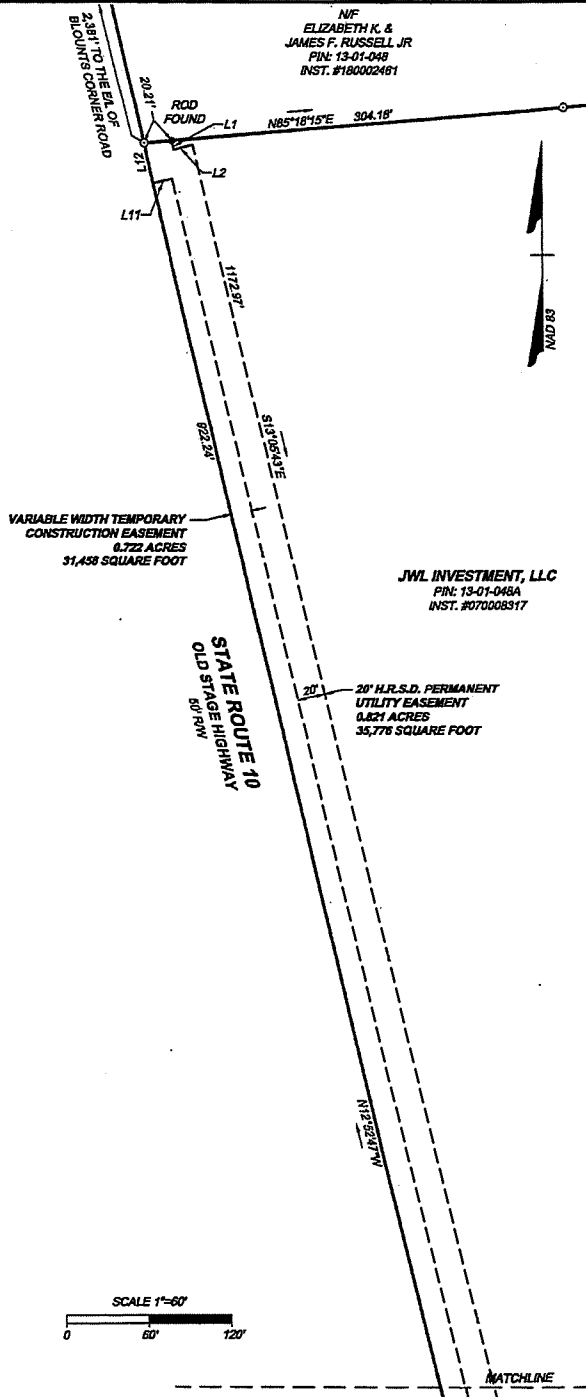 N/F
ELIZABETH K. &
JAMES F. RUSSELL JR
PIN: 13-01-048
INST. #180002461
2,381' TO THE E/L OF
BLOUNTS CORNER ROAD
20.21'
ROD
FOUND
L1
N85°18'15"E 304.16'
L2
L12
L11
NAD 83
1172.97'
S13°05'43"E
922.24'
VARIABLE WIDTH TEMPORARY
CONSTRUCTION EASEMENT
0.722 ACRES
31,458 SQUARE FOOT
JWL INVESTMENT, LLC
PIN: 13-01-048A
INST. #070008317
STATE ROUTE 10
OLD STAGE HIGHWAY
50' R/W
20'
20' H.R.S.D. PERMANENT
UTILITY EASEMENT
0.821 ACRES
35,776 SQUARE FOOT
N12°52'47"W
SCALE 1"=60'
0 60' 120'
MATCHLINE